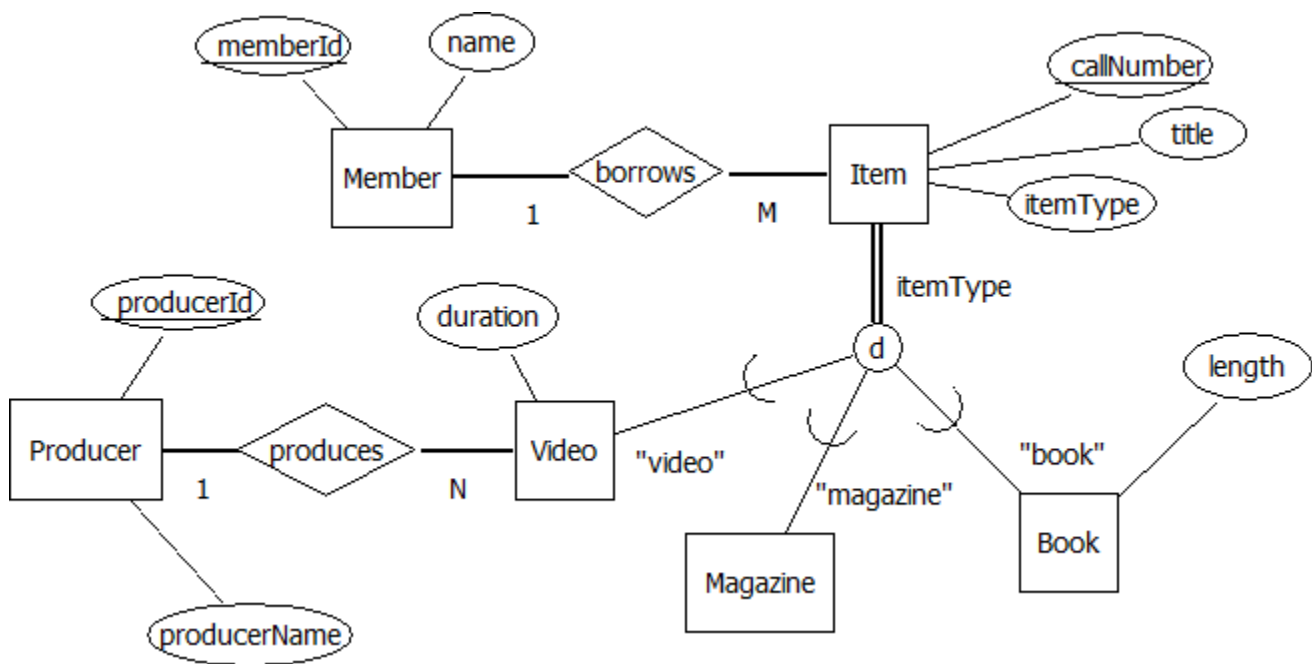 memberId
name
callNumber
title
itemType
Member
borrows
Item
1
M
itemType
producerId
duration
d
length
Producer
produces
Video
1
N
"video"
"magazine"
"book"
Magazine
Book
producerName